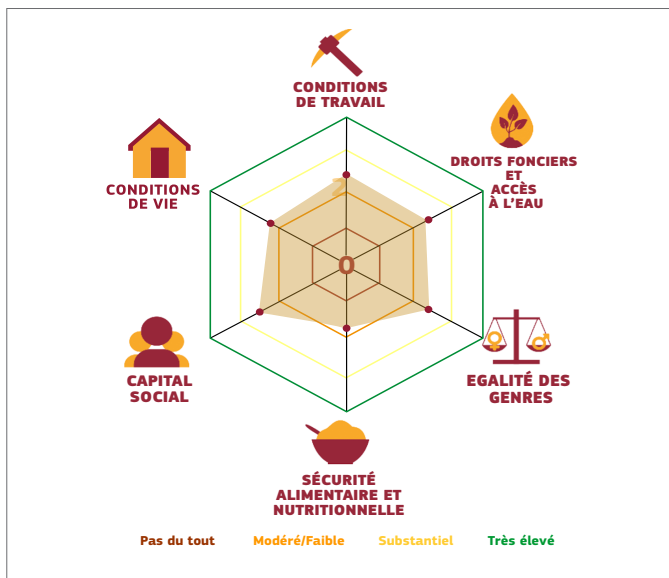 CONDITIONS
DE TRAVAIL
DROITS FONCIERS
ET
ACCÈS
À L'EAU
CONDITIONS
DE VIE
2
0
CAPITAL
SOCIAL
EGALITÉ DES
GENRES
SÉCURITÉ
ALIMENTAIRE ET
NUTRITIONNELLE
Pas du tout Modéré/Faible Substantiel Très élevé